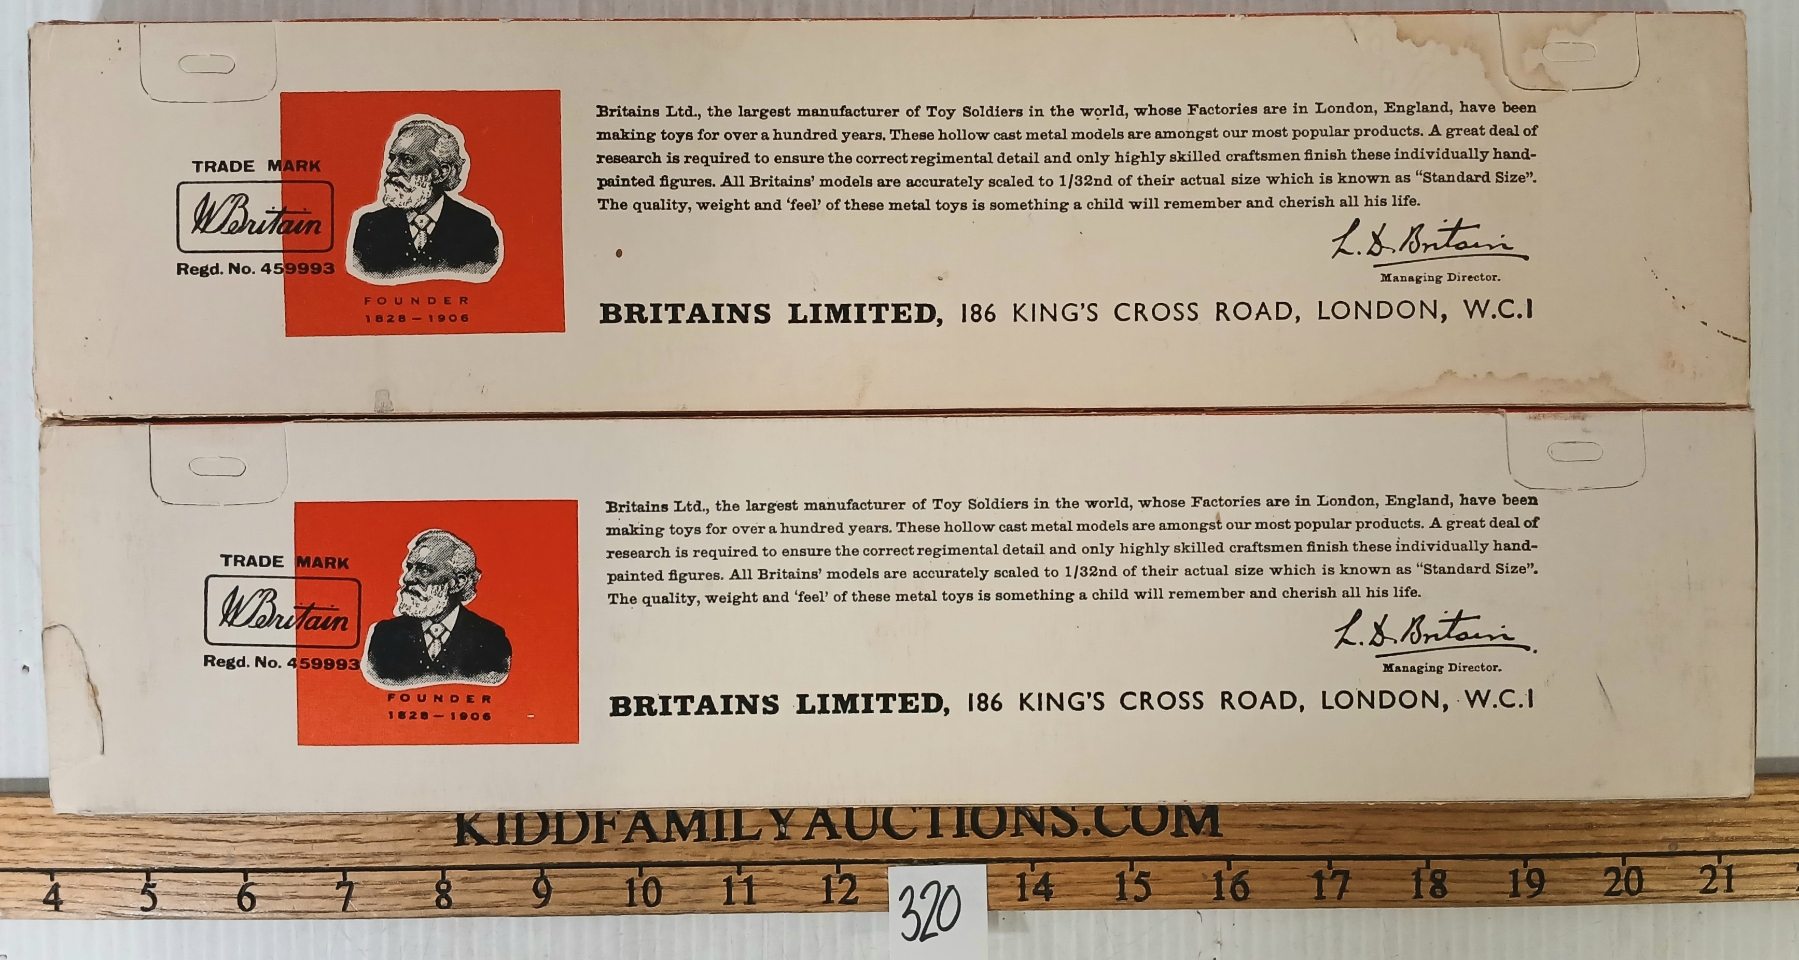 TRADE MARK
W Britain
Regd. No. 459993
FOUNDER
1828 – 1906
Britains Ltd., the largest manufacturer of Toy Soldiers in the world, whose Factories are in London, England, have been
making toys for over a hundred years. These hollow cast metal models are amongst our most popular products. A great deal of
research is required to ensure the correct regimental detail and only highly skilled craftsmen finish these individually hand-
painted figures. All Britains' models are accurately scaled to 1/32nd of their actual size which is known as “Standard Size”.
The quality, weight and ‘feel’ of these metal toys is something a child will remember and cherish all his life.
L. D. Britain
Managing Director.
BRITAINS LIMITED, 186 KING'S CROSS ROAD, LONDON, W.C.1
TRADE MARK
W Britain
Regd. No. 459993
FOUNDER
1828 – 1906
Britains Ltd., the largest manufacturer of Toy Soldiers in the world, whose Factories are in London, England, have been
making toys for over a hundred years. These hollow cast metal models are amongst our most popular products. A great deal of
research is required to ensure the correct regimental detail and only highly skilled craftsmen finish these individually hand-
painted figures. All Britains' models are accurately scaled to 1/32nd of their actual size which is known as “Standard Size”.
The quality, weight and ‘feel’ of these metal toys is something a child will remember and cherish all his life.
L. D. Britain
Managing Director.
BRITAINS LIMITED, 186 KING'S CROSS ROAD, LONDON, W.C.1
KIDDFAMILYAUCTIONS.COM
4 5 6 7 8 9 10 11 12 14 15 16 17 18 19 20 21
320